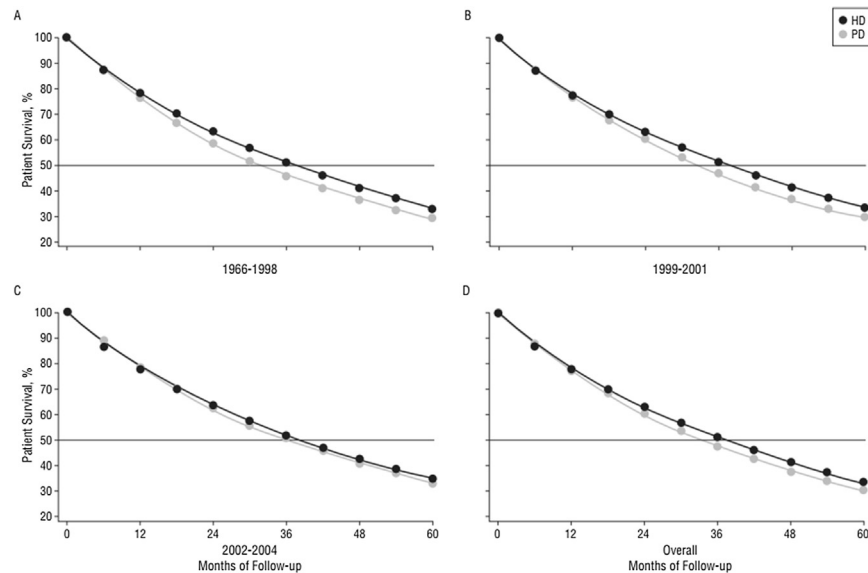 A
B
HD
PD
Patient Survival, %
100
90
80
70
60
50
40
30
20
1966-1998
1999-2001
C
D
Patient Survival, %
100
90
80
70
60
50
40
30
20
0 12 24 36 48 60
0 12 24 36 48 60
2002-2004
Months of Follow-up
Overall
Months of Follow-up